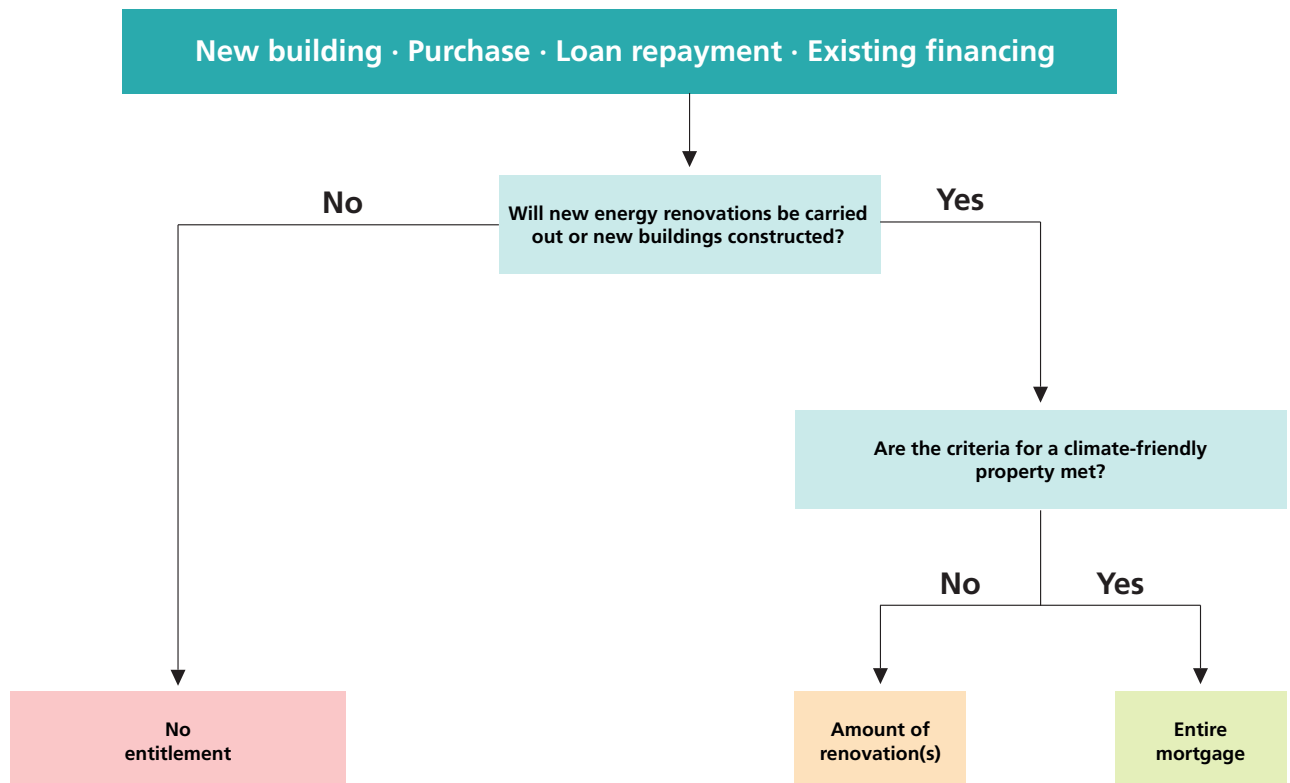 New building · Purchase · Loan repayment · Existing financing
No
Yes
Will new energy renovations be carried
out or new buildings constructed?
Are the criteria for a climate-friendly
property met?
No
Yes
No
entitlement
Amount of
renovation(s)
Entire
mortgage